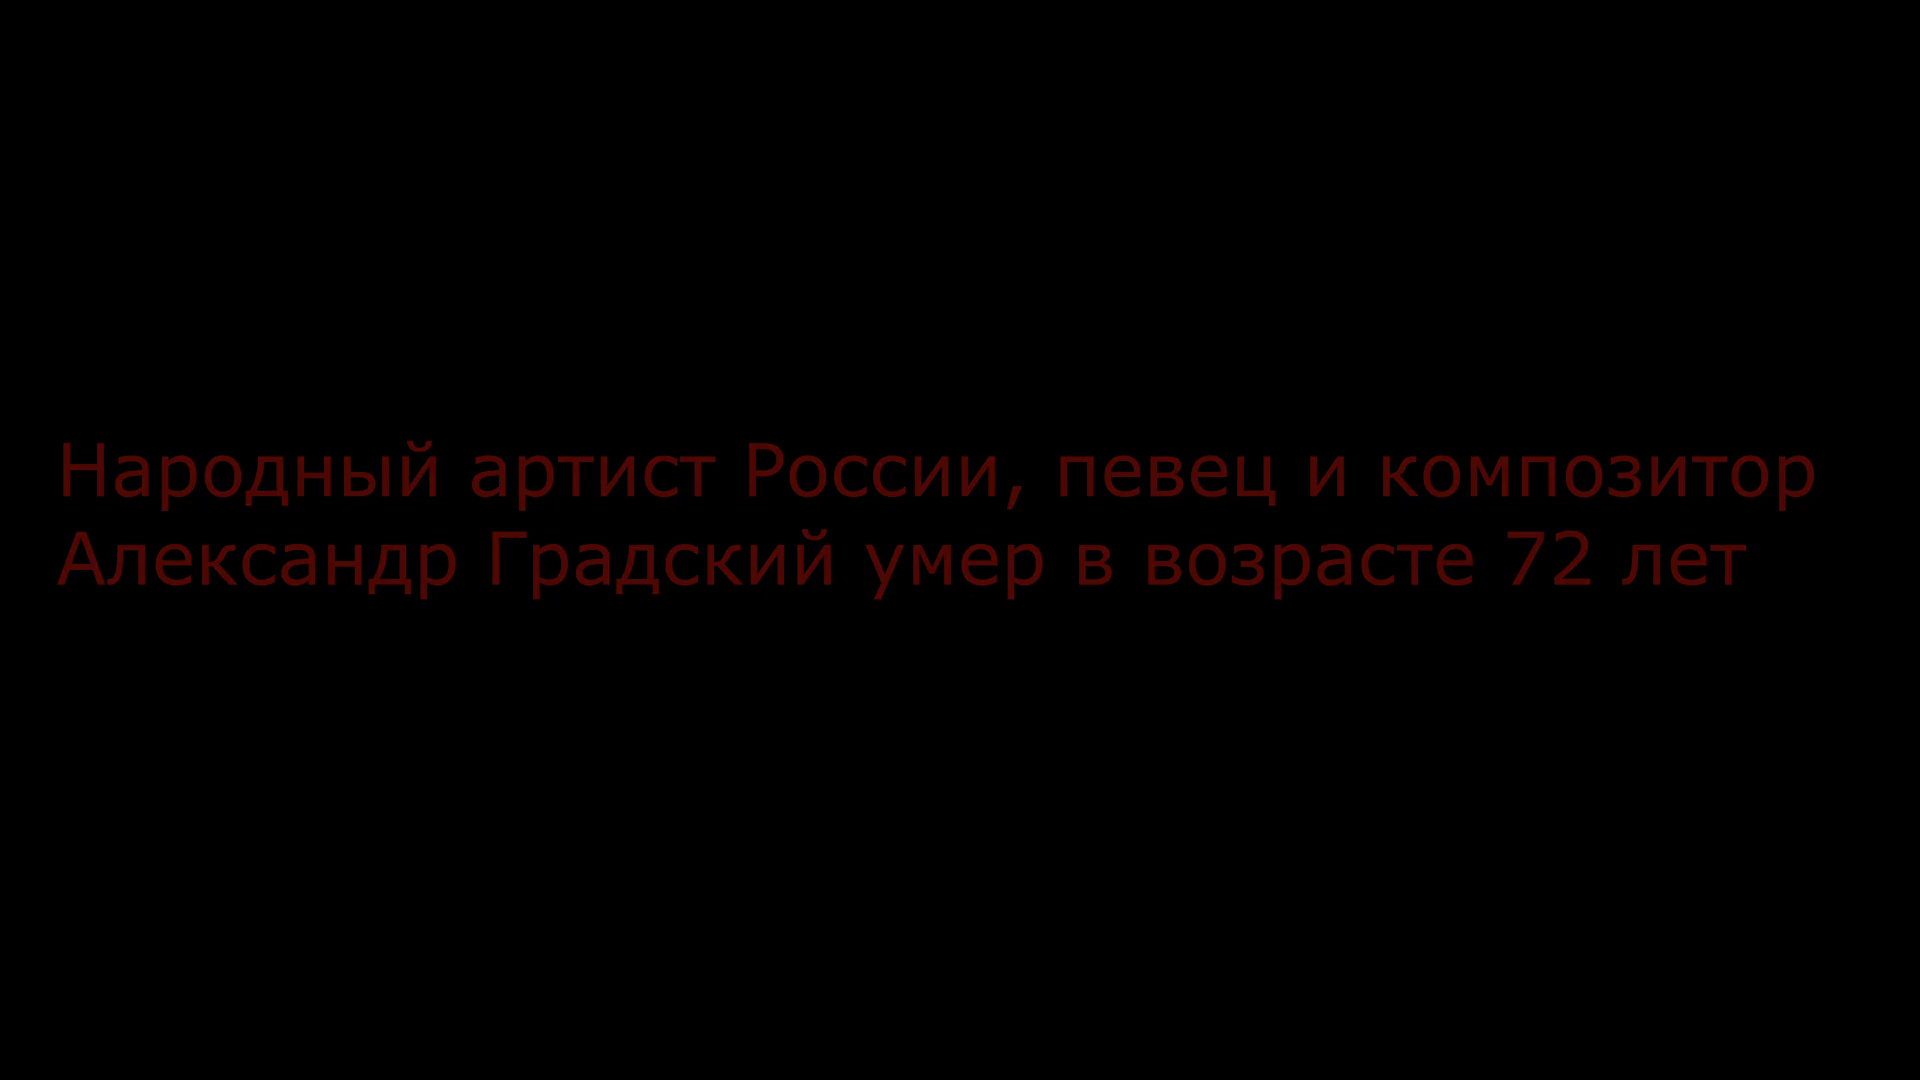 Народный артист России, певец и композитор
Александр Градский умер в возрасте 72 лет